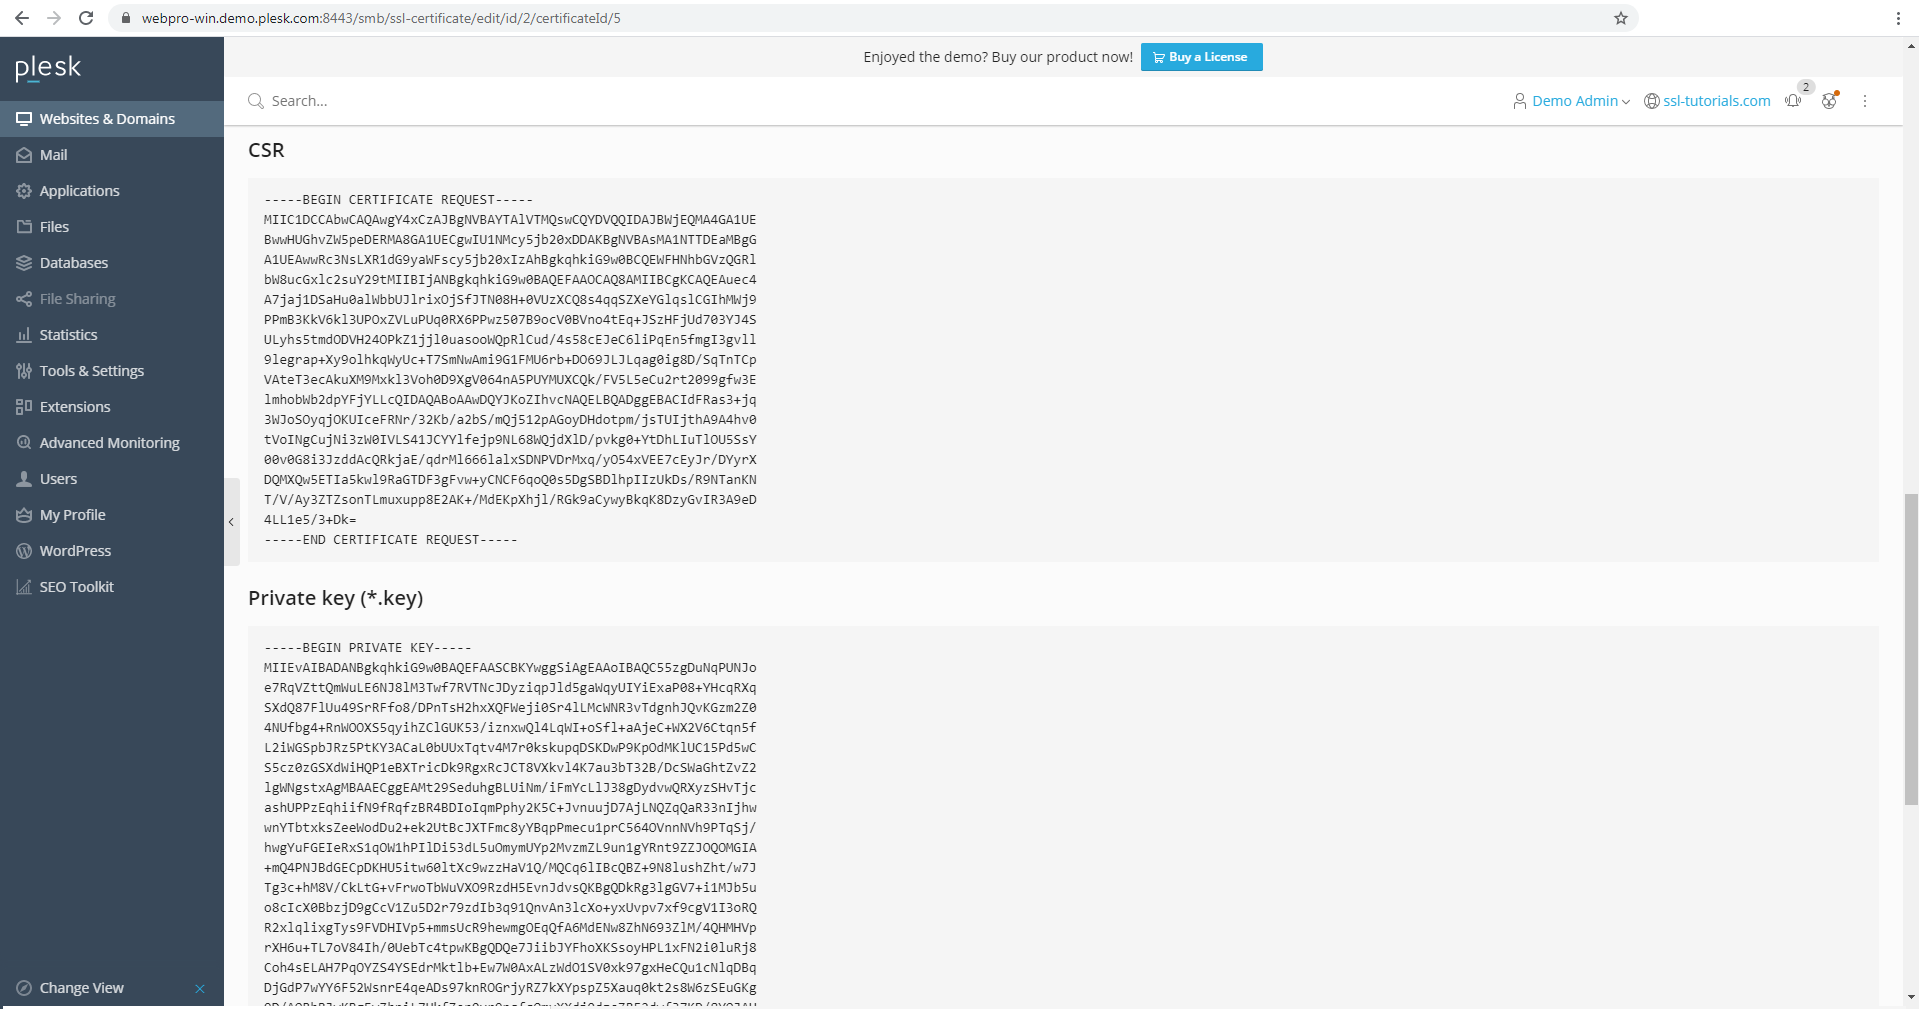 webpro-win.demo.plesk.com:8443/smb/ssl-certificate/edit/id/2/certificateId/5
plesk
Enjoyed the demo? Buy our product now!
Buy a License
Search...
Demo Admin
ssl-tutorials.com
2
Websites & Domains
Mail
Applications
Files
Databases
File Sharing
Statistics
Tools & Settings
Extensions
Advanced Monitoring
Users
My Profile
WordPress
SEO Toolkit
Change View
CSR
-----BEGIN CERTIFICATE REQUEST-----
MIIC1DCCAbwCAQAwgY4xCzAJBgNVBAYTAlVTMQswCQYDVQQIDAJBWjEQMA4GA1UE
BwwHUGhvZW5peDERMA8GA1UECgwIU1NMcy5jb20xDDAKBgNVBAsMA1NTTDEaMBgG
A1UEAwwRc3NsLXR1dG9yaWFscy5jb20xIzAhBgkqhkiG9w0BCQEWFHNhbGVzQGRl
bW8ucGxlc2suY29tMIIBIjANBgkqhkiG9w0BAQEFAAOCAQ8AMIIBCgKCAQEAuec4
A7jaj1DSaHu0alWbbUJlrixOjSfJTN08H+0VUzXCQ8s4qqSZXeYGlqslCGIhMWj9
PPmB3KkV6kl3UPOxZVLuPUq0RX6PPwz507B9ocV0BVno4tEq+JSzHFjUd703YJ4S
ULyhs5tmdODVH24OPkZ1jjl0uasooWQpRlCud/4s58cEJeC6liPqEn5fmgI3gvll
9legrap+Xy9olhkqWyUc+T7SmNwAmi9G1FMU6rb+DO69JLJLqag0ig8D/SqTnTCp
VAteT3ecAkuXM9Mxkl3Voh0D9XgV064nA5PUYMUXCQk/FV5L5eCu2rt2099gfw3E
lmhobWb2dpYFjYLLcQIDAQABoAAwDQYJKoZIhvcNAQELBQADggEBACIdFRas3+jq
3WJoSOyqjOKUIceFRNr/32Kb/a2bS/mQj512pAGoyDHdotpm/jsTUIjthA9A4hv0
tVoINgCujNi3zW0IVLS41JCYYlfejp9NL68WQjdXlD/pvkg0+YtDhLIuTlOU5SsY
00v0G8i3JzddAcQRkjaE/qdrMl666lalxSDNPVDrMxq/yO54xVEE7cEyJr/DYyrX
DQMXQw5ETIa5kwl9RaGTDF3gFvw+yCNCF6qoQ0s5DgSBDlhpIIzUkDs/R9NTanKN
T/V/Ay3ZTZsonTLmuxupp8E2AK+/MdEKpXhjl/RGk9aCywyBkqK8DzyGvIR3A9eD
4LL1e5/3+Dk=
-----END CERTIFICATE REQUEST-----
Private key (*.key)
-----BEGIN PRIVATE KEY-----
MIIEvAIBADANBgkqhkiG9w0BAQEFAASCBKYwggSiAgEAAoIBAQC55zgDuNqPUNJo
e7RqVZttQmWuLE6NJ8lM3Twf7RVTNcJDyziqpJld5gaWqyUIYiExaP08+YHcqRXq
SXdQ87FlUu49SrRFfo8/DPnTsH2hxXQFWeji0Sr4lLMcWNR3vTdgnhJQvKGzm2Z0
4NUfbg4+RnWOOXS5qyihZClGUK53/iznxwQl4LqWI+oSfl+aAjeC+WX2V6Ctqn5f
L2iWGSpbJRz5PtKY3ACaL0bUUxTqtv4M7r0kskupqDSKDwP9KpOdMKlUC15Pd5wC
S5cz0zGSXdWiHQP1eBXTricDk9RgxRcJCT8VXkvl4K7au3bT32B/DcSWaGhtZvZ2
lgWNgstxAgMBAAECggEAMt29SeduhgBLUiNm/iFmYcLlJ38gDydvwQRXyzSHvTjc
ashUPPzEqhiifN9fRqfzBR4BDIoIqmPphy2K5C+JvnuujD7AjLNQZqQaR33nIjhw
wnYTbtxksZeeWodDu2+ek2UtBcJXTFmc8yYBqpPmecu1prC564OVnnNVh9PTqSj/
hwgYuFGEIeRxS1qOW1hPIlDi53dL5uOmymUYp2MvzmZL9un1gYRnt9ZZJOQOMGIA
+mQ4PNJBdGECpDKHU5itw60ltXc9wzzHaV1Q/MQCq6lIBcQBZ+9N8lushZht/w7J
Tg3c+hM8V/CkLtG+vFrwoTbWuVXO9RzdH5EvnJdvsQKBgQDkRg3lgGV7+i1MJb5u
o8cIcX0BbzjD9gCcV1Zu5D2r79zdIb3q91QnvAn3lcXo+yxUvpv7xf9cgV1I3oRQ
R2xlqlixgTys9FVDHIVp5+mmsUcR9hewmgOEqQfA6MdENw8ZhN693ZlM/4QHMHVp
rXH6u+TL7oV84Ih/0UebTc4tpwKBgQDQe7JiibJYFhoXKSsoyHPL1xFN2i0luRj8
Coh4sELAH7PqOYZS4YSEdrMktlb+Ew7W0AxALzWdO1SV0xk97gxHeCQu1cNlqDBq
DjGdP7wYY6F52WsnrE4qeADs97knROGrjyRZ7kXYpspZ5Xauq0kt2s8W6zSEuGKg